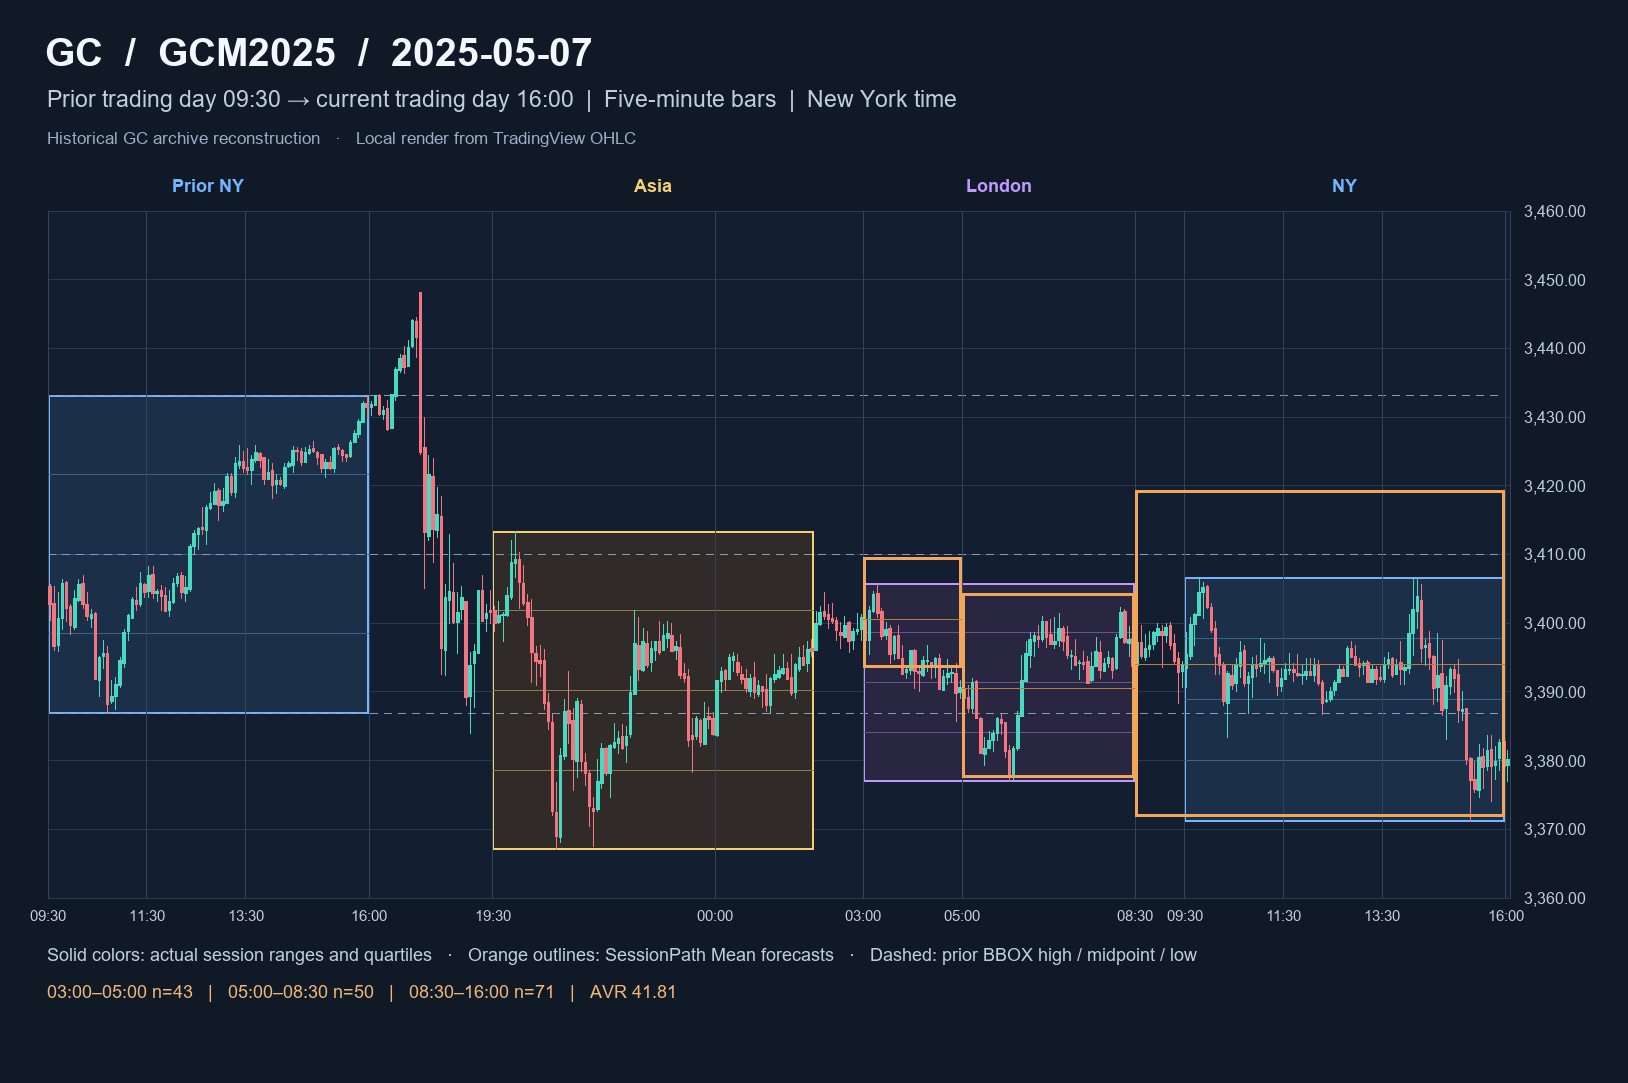 GC / GCM2025 / 2025-05-07
Prior trading day 09:30 → current trading day 16:00 | Five-minute bars | New York time
Historical GC archive reconstruction · Local render from TradingView OHLC
Prior NY Asia London NY
3,460.00
3,450.00
3,440.00
3,430.00
3,420.00
3,410.00
3,400.00
3,390.00
3,380.00
3,370.00
3,360.00
09:30 11:30 13:30 16:00 19:30 00:00 03:00 05:00 08:30 09:30 11:30 13:30 16:00
Solid colors: actual session ranges and quartiles · Orange outlines: SessionPath Mean forecasts · Dashed: prior BBOX high / midpoint / low
03:00–05:00 n=43 | 05:00–08:30 n=50 | 08:30–16:00 n=71 | AVR 41.81